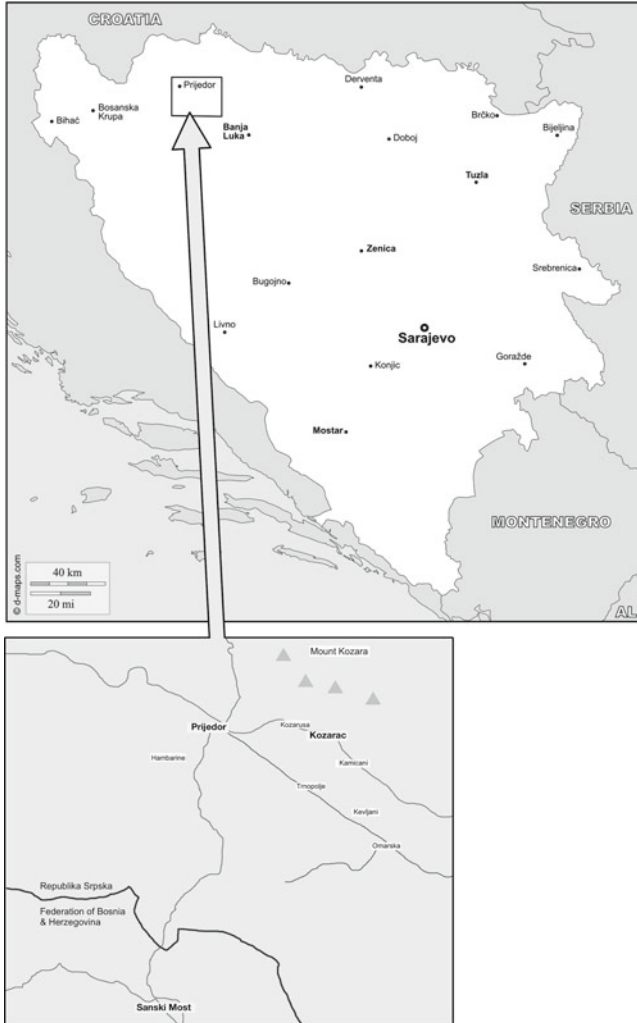 CROATIA
Prijedor
Derventa
Bosanska
Krupa
Bihać
Brčko
Banja
Luka
Doboj
Bijeljina
Tuzla
SERBIA
Zenica
Srebrenica
Bugojno
Livno
Sarajevo
Konjic
Goražde
Mostar
MONTENEGRO
© d-maps.com
40 km
20 mi
AL
Mount Kozara
Prijedor
Kozarusa
Kozarac
Hambarine
Kamicani
Trnopolje
Kevljani
Omarska
Republika Srpska
Federation of Bosnia
& Herzegovina
Sanski Most